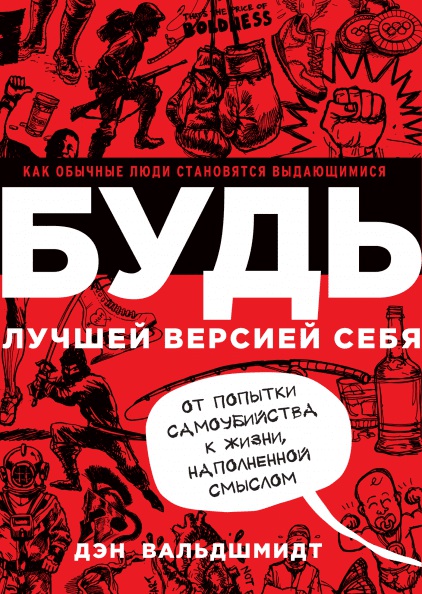 THAT'S THE PRICE OF
BOLDNESS
КАК ОБЫЧНЫЕ ЛЮДИ СТАНОВЯТСЯ ВЫДАЮЩИМИСЯ
БУДЬ
ЛУЧШЕЙ ВЕРСИЕЙ СЕБЯ
ОТ ПОПЫТКИ
САМОУБИЙСТВА
К ЖИЗНИ,
НАПОЛНЕННОЙ
СМЫСЛОМ
ДЭН ВАЛЬДШМИДТ